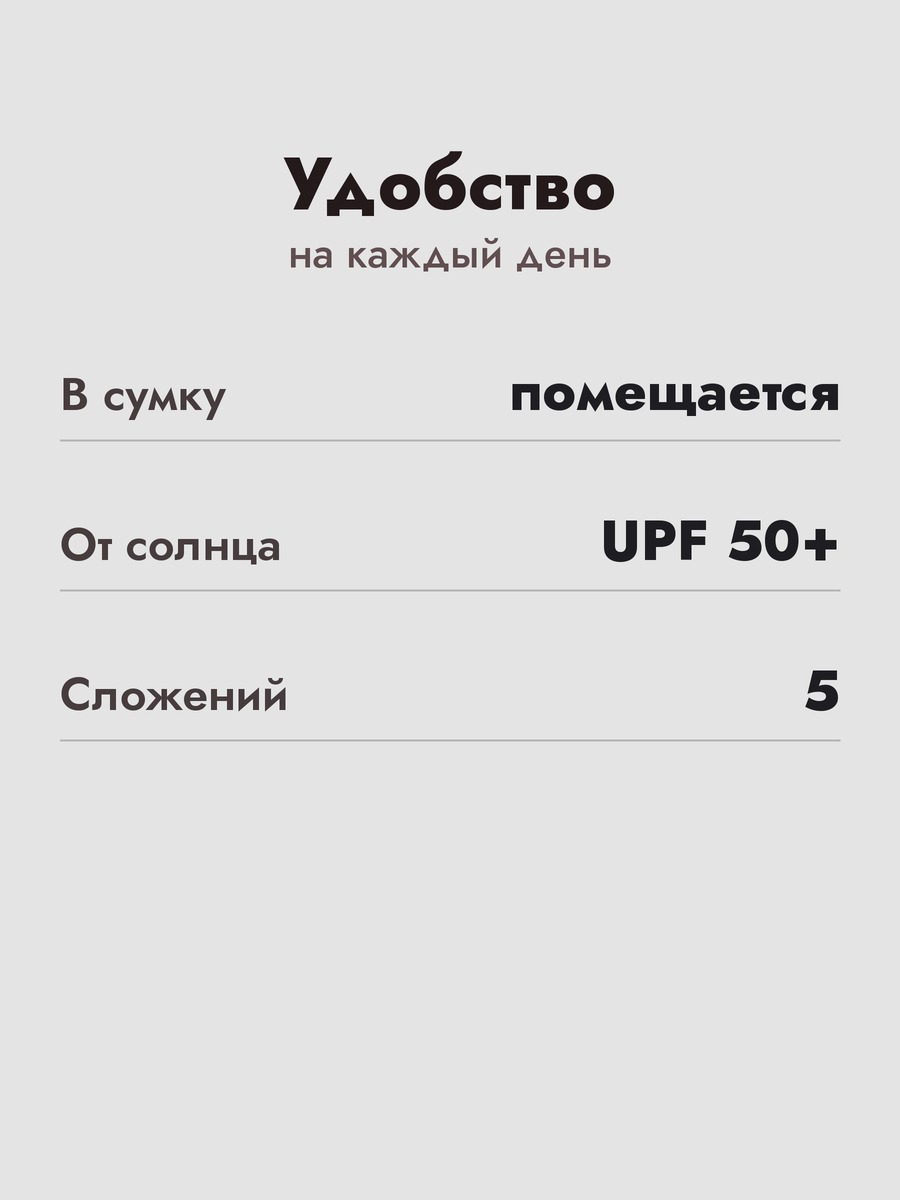 Удобство
на каждый день
В сумку помещается
От солнца UPF 50+
Сложений 5